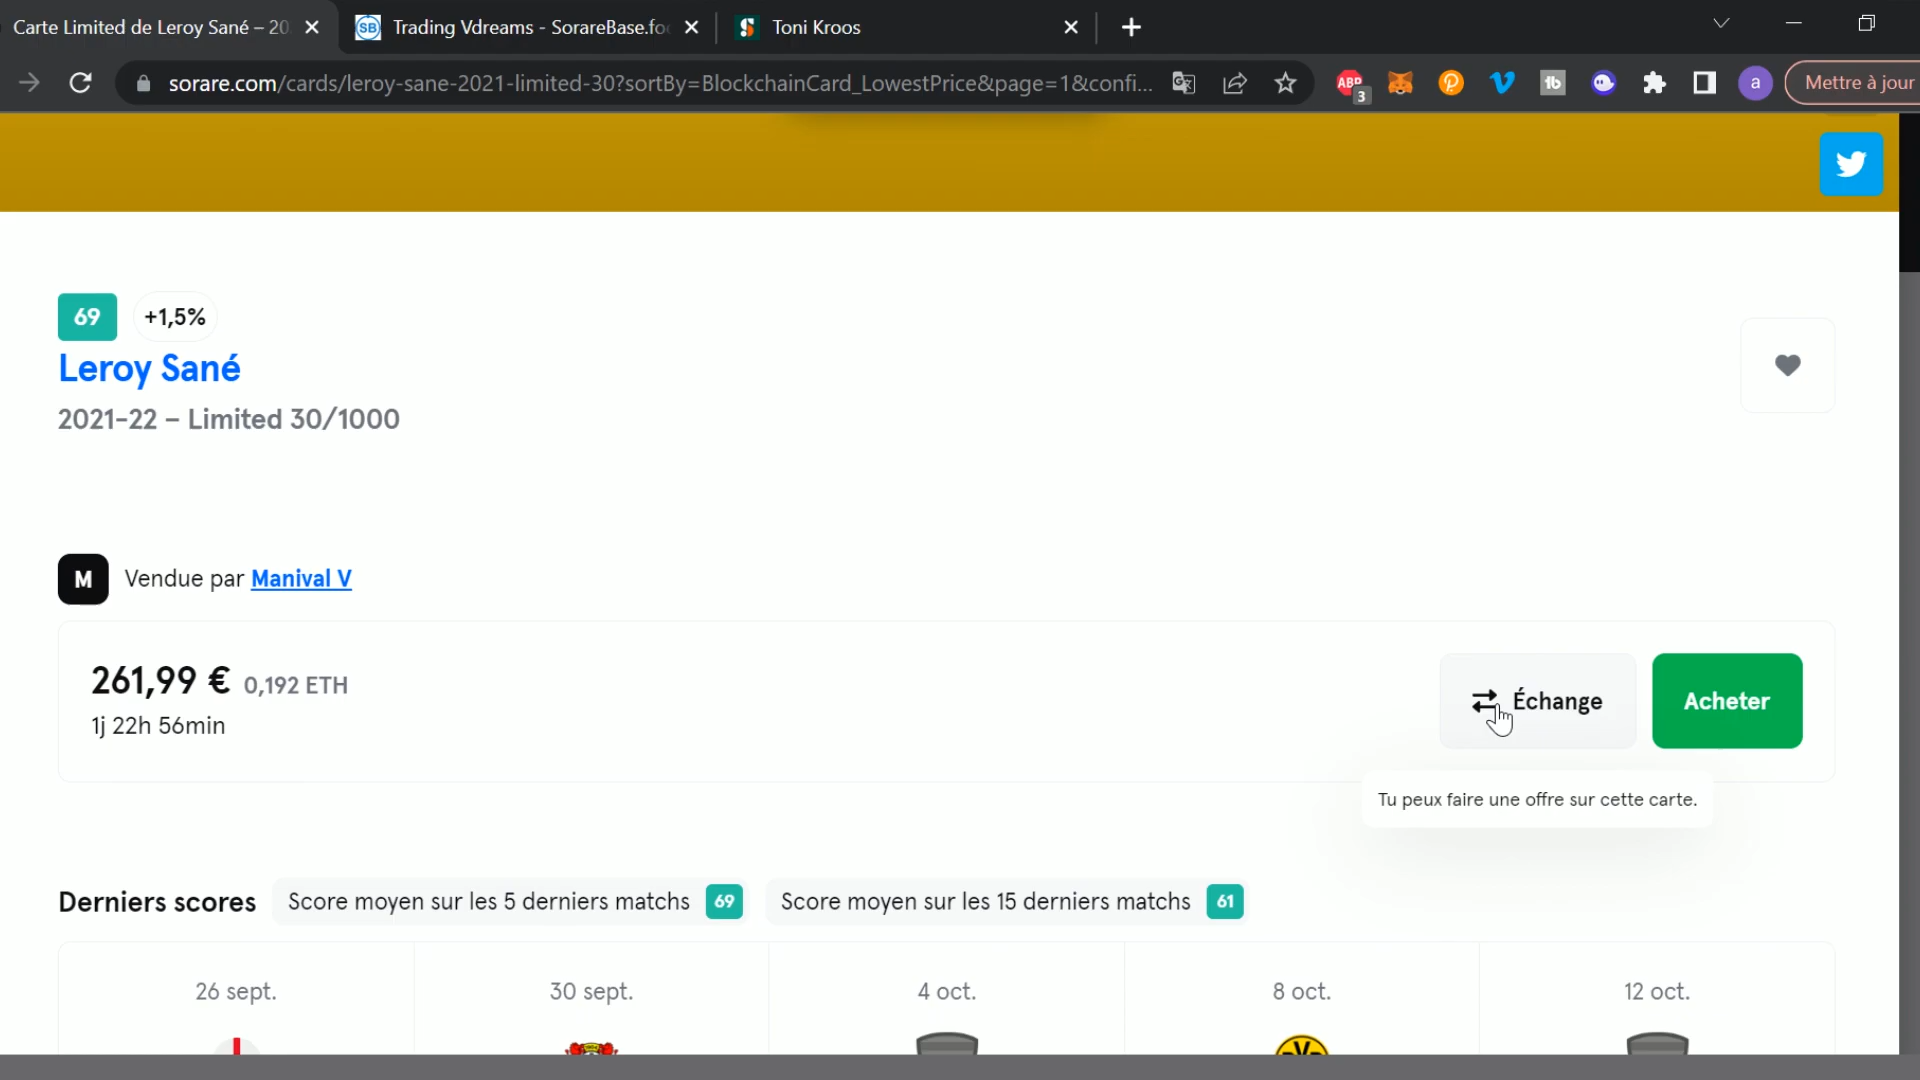 Carte Limited de Leroy Sané – 20
Trading Vdreams - SorareBase.fo
Toni Kroos
sorare.com/cards/leroy-sane-2021-limited-30?sortBy=BlockchainCard_LowestPrice&page=1&confi...
ABP
3
a
Mettre à jour
69
+1,5%
Leroy Sané
2021-22 – Limited 30/1000
M
Vendue par Manival V
261,99 € 0,192 ETH
1j 22h 56min
Échange
Acheter
Tu peux faire une offre sur cette carte.
Derniers scores
Score moyen sur les 5 derniers matchs 69
Score moyen sur les 15 derniers matchs 61
26 sept.
30 sept.
4 oct.
8 oct.
12 oct.